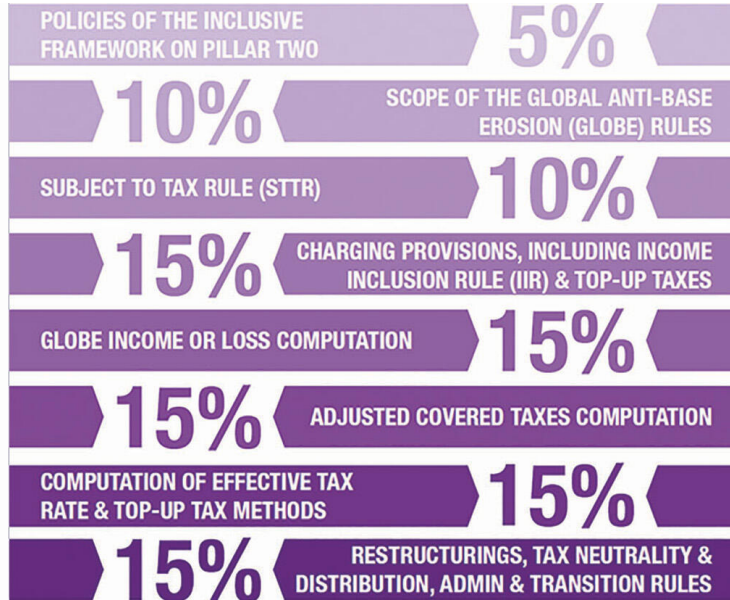 POLICIES OF THE INCLUSIVE
FRAMEWORK ON PILLAR TWO
5%
10%
SCOPE OF THE GLOBAL ANTI-BASE
EROSION (GLOBE) RULES
SUBJECT TO TAX RULE (STTR)
10%
15%
CHARGING PROVISIONS, INCLUDING INCOME
INCLUSION RULE (IIR) & TOP-UP TAXES
GLOBE INCOME OR LOSS COMPUTATION
15%
15%
ADJUSTED COVERED TAXES COMPUTATION
COMPUTATION OF EFFECTIVE TAX
RATE & TOP-UP TAX METHODS
15%
15%
RESTRUCTURINGS, TAX NEUTRALITY &
DISTRIBUTION, ADMIN & TRANSITION RULES